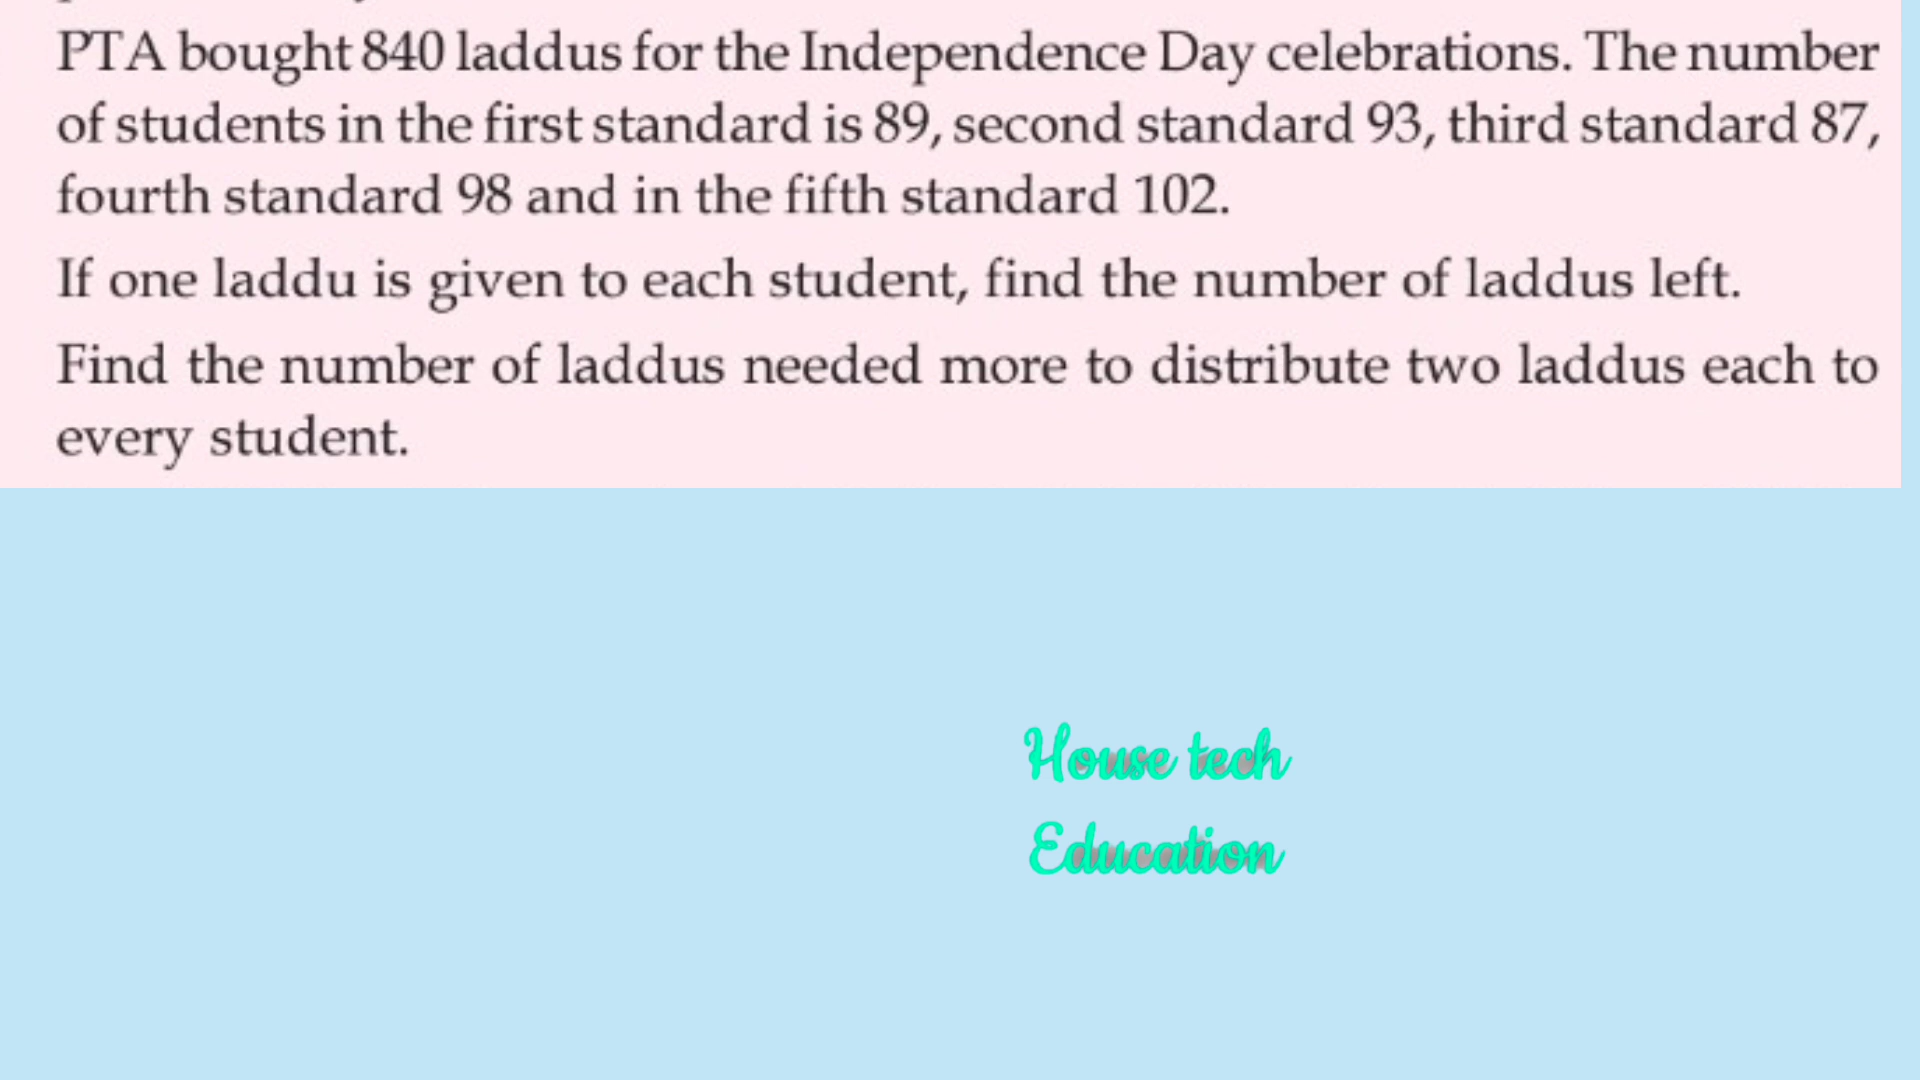 PTA bought 840 laddus for the Independence Day celebrations. The number
of students in the first standard is 89, second standard 93, third standard 87,
fourth standard 98 and in the fifth standard 102.
If one laddu is given to each student, find the number of laddus left.
Find the number of laddus needed more to distribute two laddus each to
every student.
House tech
Education